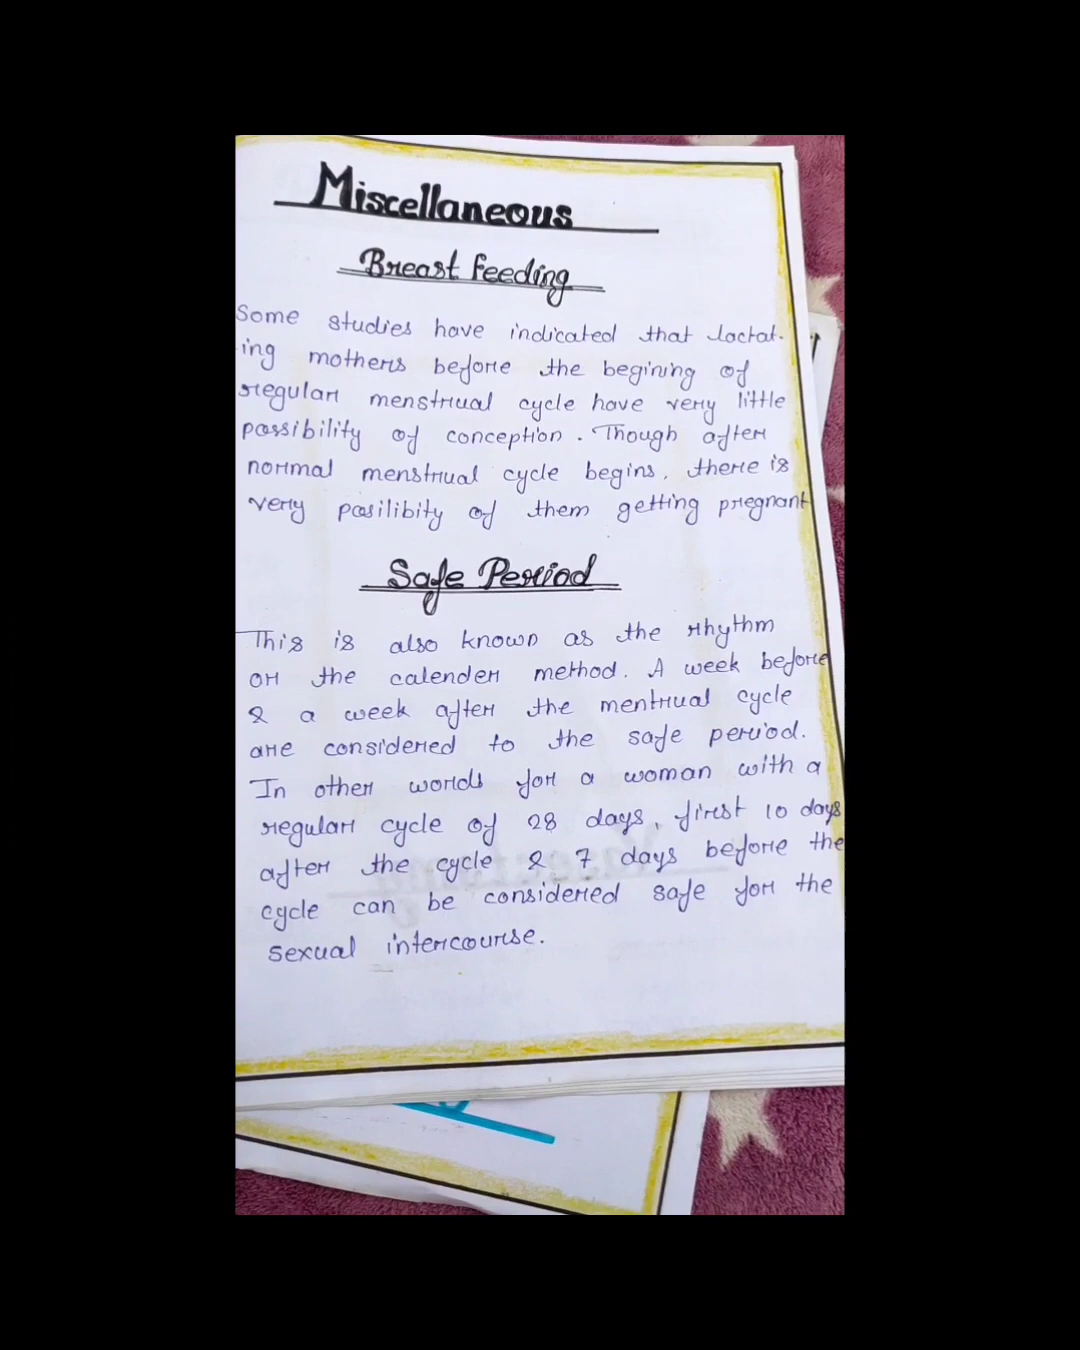 Miscellaneous
Breast feeding
Some studies have indicated that lactat-
ing mothers before the begining of
regular menstrual cycle have very little
possibility of conception. Though after
normal menstrual cycle begins, there is
very posilibity of them getting pregnant
Safe Period
This is also known as the rhythm
or the calender method. A week before
& a week after the mentrual cycle
are considered to the safe period.
In other words for a woman with a
regular cycle of 28 days, first 10 days
after the cycle & 7 days before the
cycle can be considered safe for the
sexual intercourse.